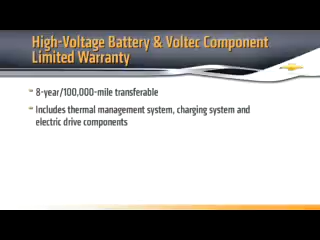 High-Voltage Battery & Voltec Component
Limited Warranty
8-year/100,000-mile transferable
Includes thermal management system, charging system and
electric drive components